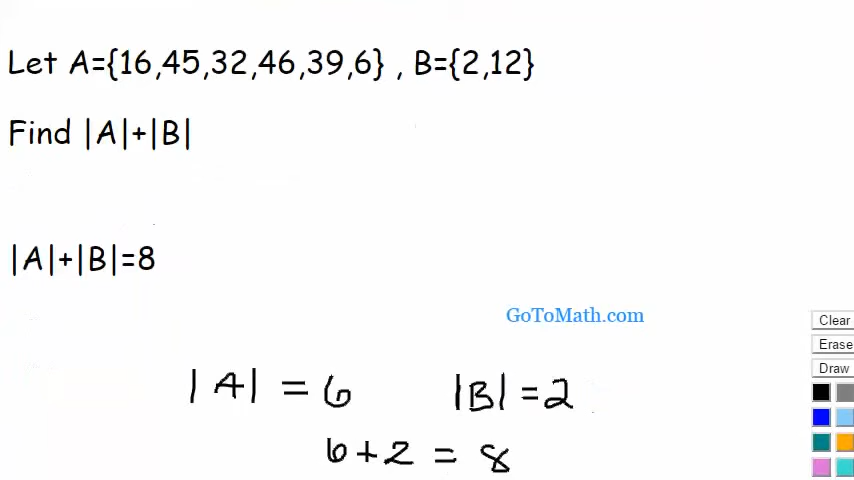 Let A={16,45,32,46,39,6} , B={2,12}
Find |A|+|B|
|A|+|B|=8
GoToMath.com
Clear
Erase
Draw
|A| = 6 |B| = 2
6+2 = 8